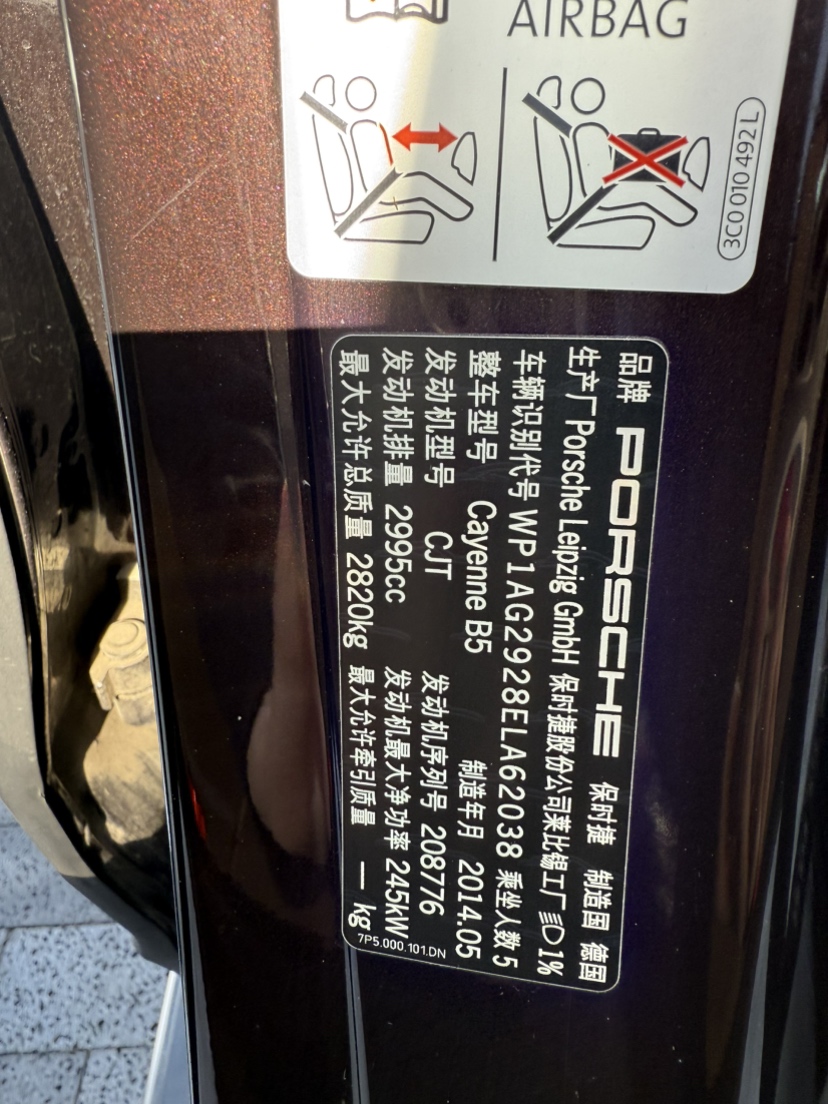 AIRBAG
3C0 010 492 L
品牌 PORSCHE 保时捷 制造国 德国
生产厂 Porsche Leipzig GmbH 保时捷股份公司莱比锡工厂 1%
车辆识别代号 WP1AG2928ELA62038 乘坐人数 5
整车型号 Cayenne B5 制造年月 2014.05
发动机型号 CJT 发动机序列号 208776
发动机排量 2995cc 发动机最大净功率 245kW
最大允许总质量 2820kg 最大允许牵引质量 — kg
7P5.000.101.DN